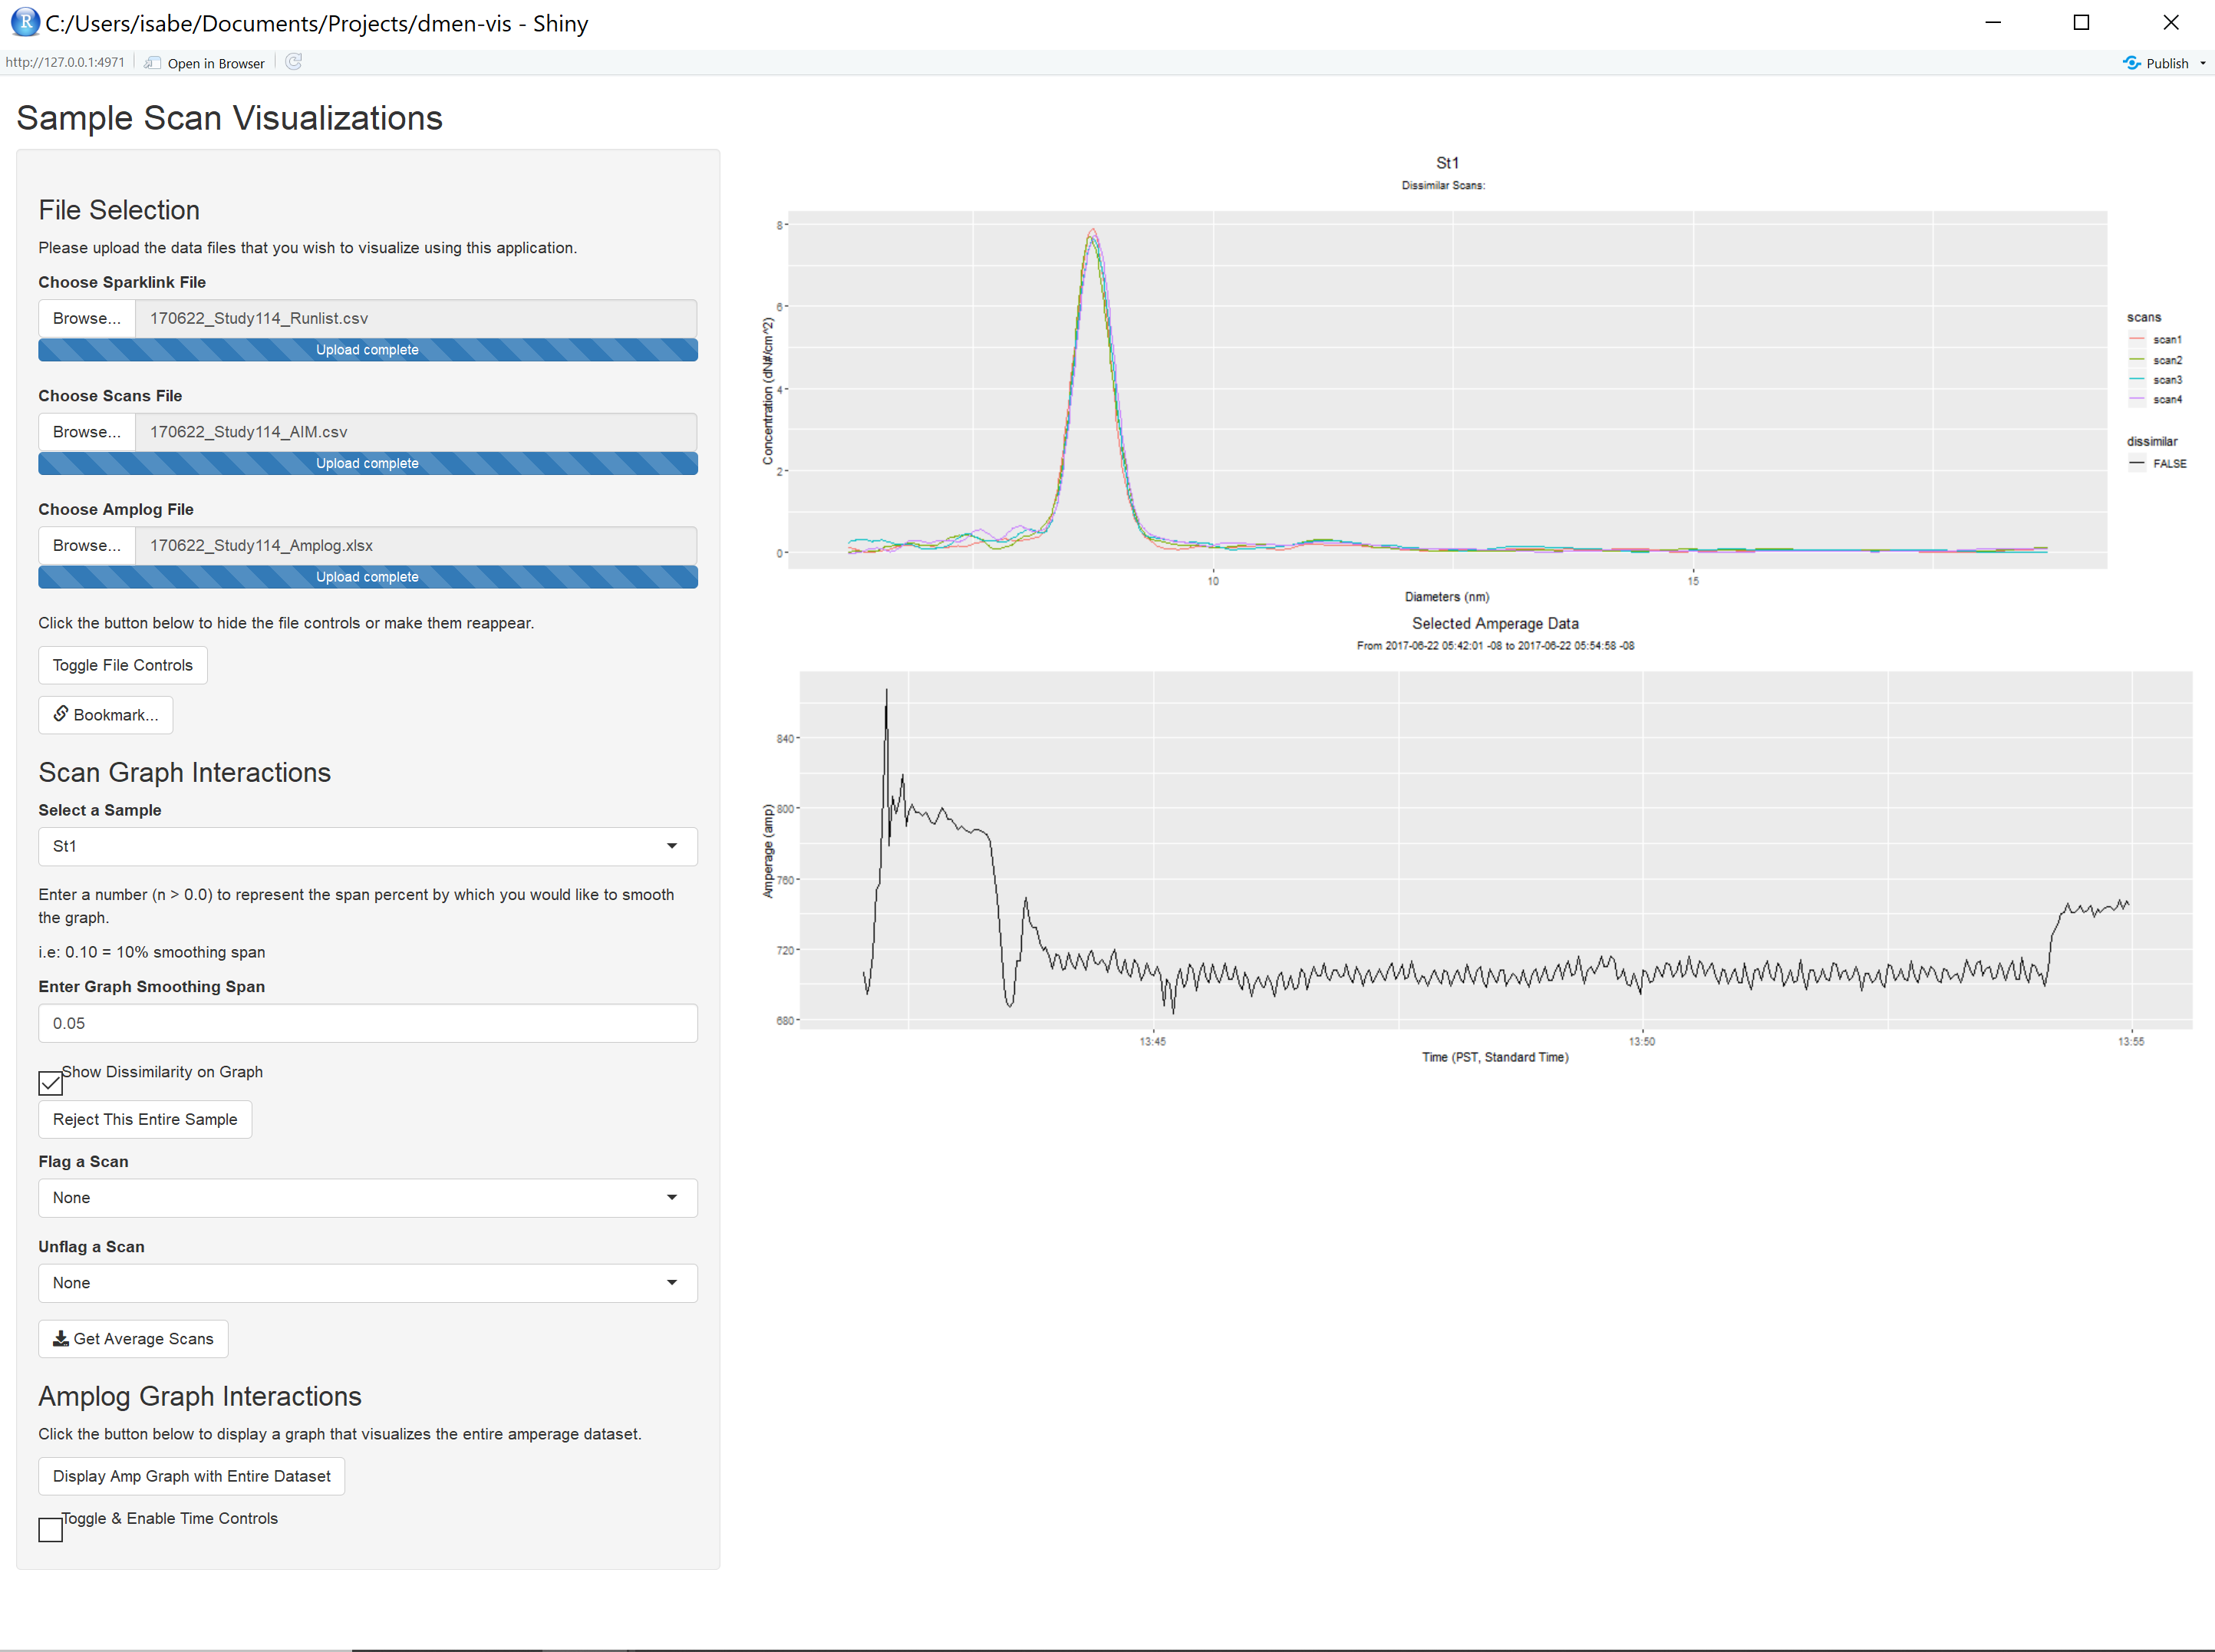 C:/Users/isabe/Documents/Projects/dmen-vis - Shiny
http://127.0.0.1:4971
Open in Browser
Publish
Sample Scan Visualizations
File Selection
Please upload the data files that you wish to visualize using this application.
Choose Sparklink File
Browse... 170622_Study114_Runlist.csv
Upload complete
Choose Scans File
Browse... 170622_Study114_AIM.csv
Upload complete
Choose Amplog File
Browse... 170622_Study114_Amplog.xlsx
Upload complete
Click the button below to hide the file controls or make them reappear.
Toggle File Controls
Bookmark...
Scan Graph Interactions
Select a Sample
St1
Enter a number (n > 0.0) to represent the span percent by which you would like to smooth
the graph.
i.e: 0.10 = 10% smoothing span
Enter Graph Smoothing Span
0.05
Show Dissimilarity on Graph
Reject This Entire Sample
Flag a Scan
None
Unflag a Scan
None
Get Average Scans
Amplog Graph Interactions
Click the button below to display a graph that visualizes the entire amperage dataset.
Display Amp Graph with Entire Dataset
Toggle & Enable Time Controls
St1
Dissimilar Scans:
Concentration (dN#/cm^2)
8
6
4
2
0
10
15
Diameters (nm)
scans
scan1
scan2
scan3
scan4
dissimilar
FALSE
Selected Amperage Data
From 2017-06-22 05:42:01 -08 to 2017-06-22 05:54:58 -08
Amperage (amp)
840
800
760
720
680
13:45
13:50
13:55
Time (PST, Standard Time)